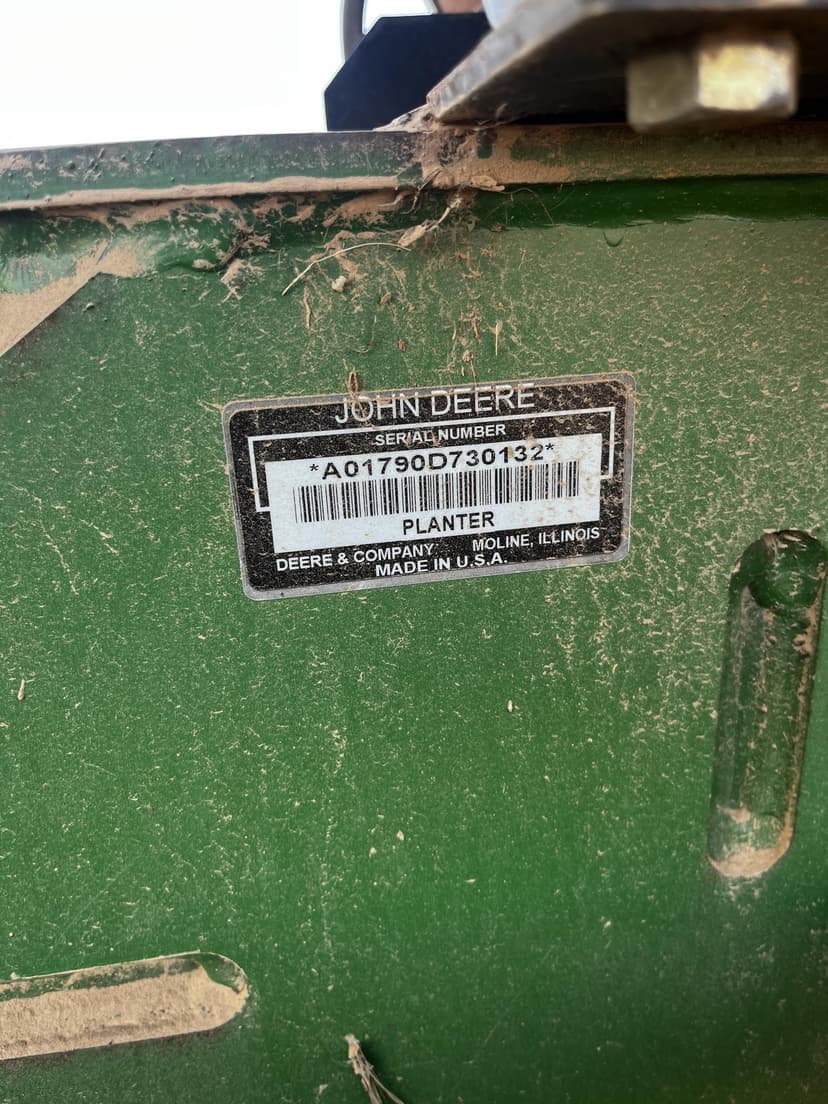 JOHN DEERE
SERIAL NUMBER
*A01790D730132*
PLANTER
DEERE & COMPANY MOLINE, ILLINOIS
MADE IN U.S.A.